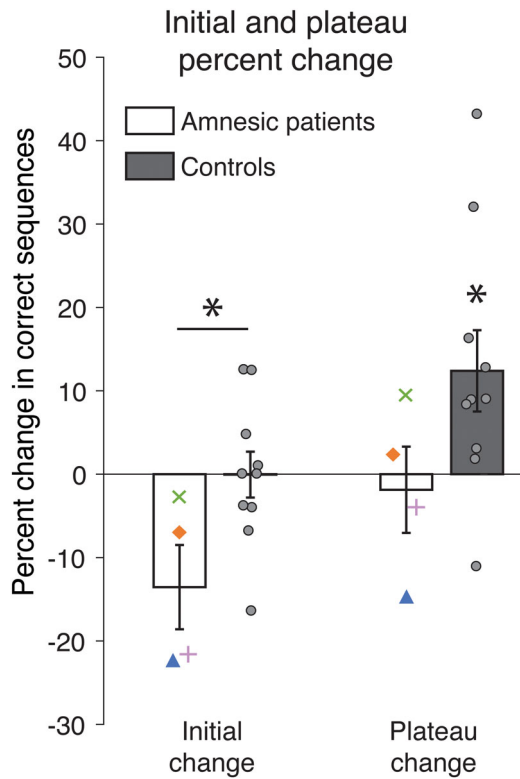 Initial and plateau
percent change
50
40
30
20
10
0
-10
-20
-30
Percent change in correct sequences
Amnesic patients
Controls
*
*
Initial
change
Plateau
change